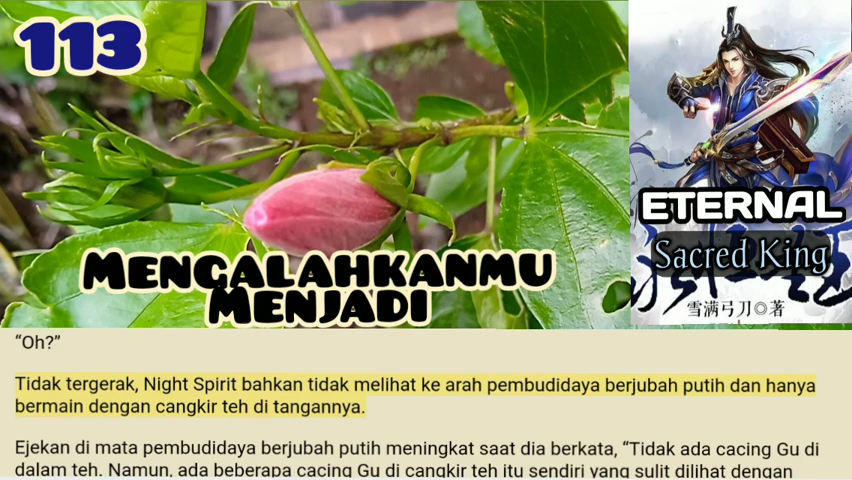 113
MENGALAHKANMU
MENJADI
ETERNAL
Sacred King
雪满弓刀◎著
“Oh?”
Tidak tergerak, Night Spirit bahkan tidak melihat ke arah pembudidaya berjubah putih dan hanya
bermain dengan cangkir teh di tangannya.
Ejekan di mata pembudidaya berjubah putih meningkat saat dia berkata, “Tidak ada cacing Gu di
dalam teh. Namun, ada beberapa cacing Gu di cangkir teh itu sendiri yang sulit dilihat dengan